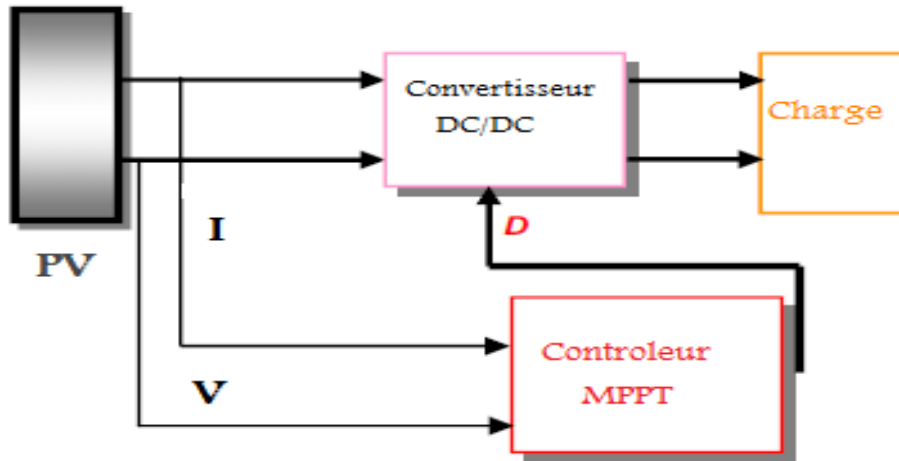 Convertisseur
DC/DC
Charge
I
D
PV
Controleur
MPPT
V